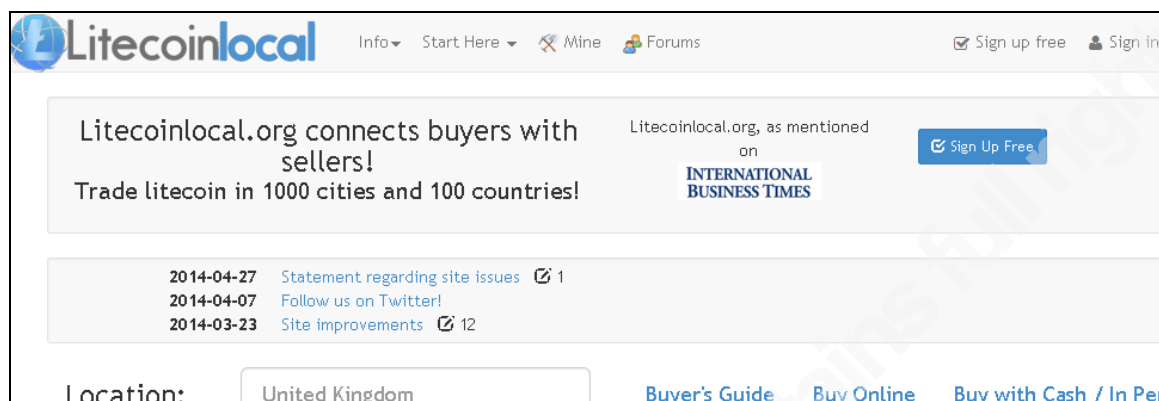 Litecoinlocal Info Start Here Mine Forums Sign up free Sign in
Litecoinlocal.org connects buyers with
sellers!
Trade litecoin in 1000 cities and 100 countries!
Litecoinlocal.org, as mentioned
on
INTERNATIONAL
BUSINESS TIMES
Sign Up Free
2014-04-27 Statement regarding site issues 1
2014-04-07 Follow us on Twitter!
2014-03-23 Site improvements 12
Location: United Kingdom Buyer's Guide Buy Online Buy with Cash / In Per